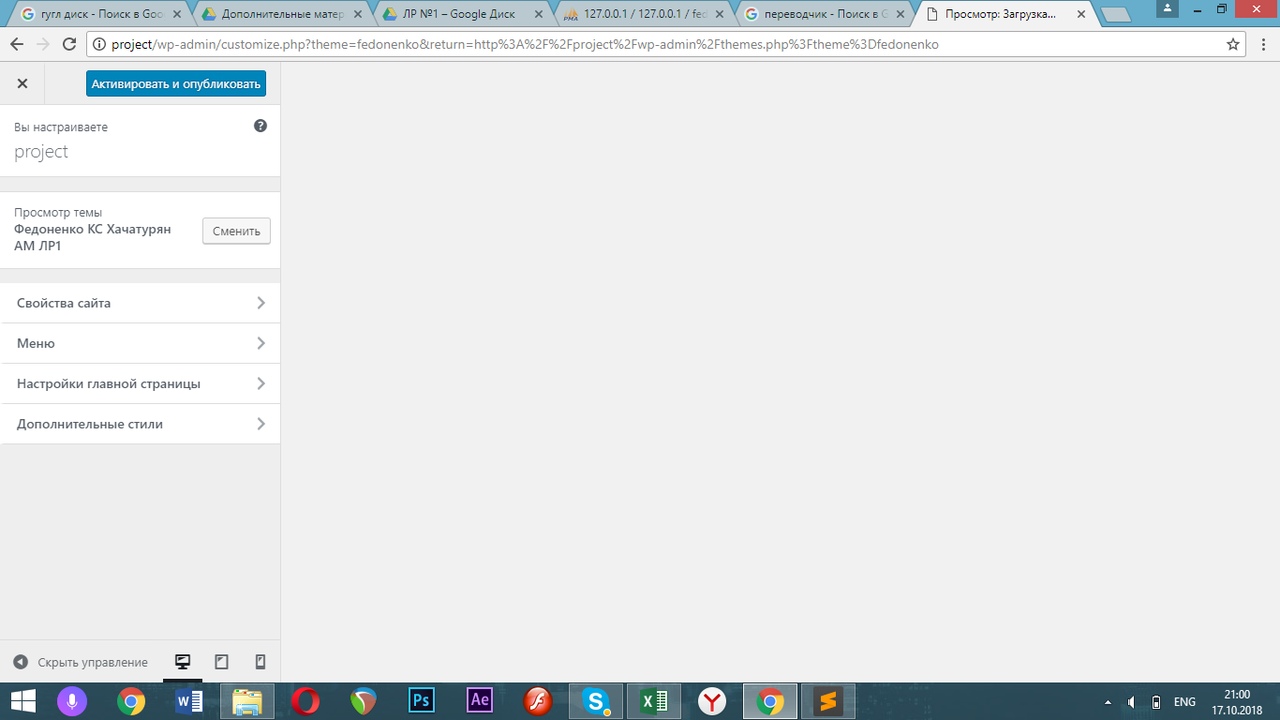 гугл диск - Поиск в Goo
Дополнительные матер
ЛР №1 – Google Диск
127.0.0.1 / 127.0.0.1 / fed
переводчик - Поиск в G
Просмотр: Загрузка...
project/wp-admin/customize.php?theme=fedonenko&return=http%3A%2F%2Fproject%2Fwp-admin%2Fthemes.php%3Ftheme%3Dfedonenko
Активировать и опубликовать
Вы настраиваете
project
Просмотр темы
Федоненко КС Хачатурян
АМ ЛР1
Сменить
Свойства сайта
Меню
Настройки главной страницы
Дополнительные стили
Скрыть управление
Ps
Ae
ENG
21:00
17.10.2018